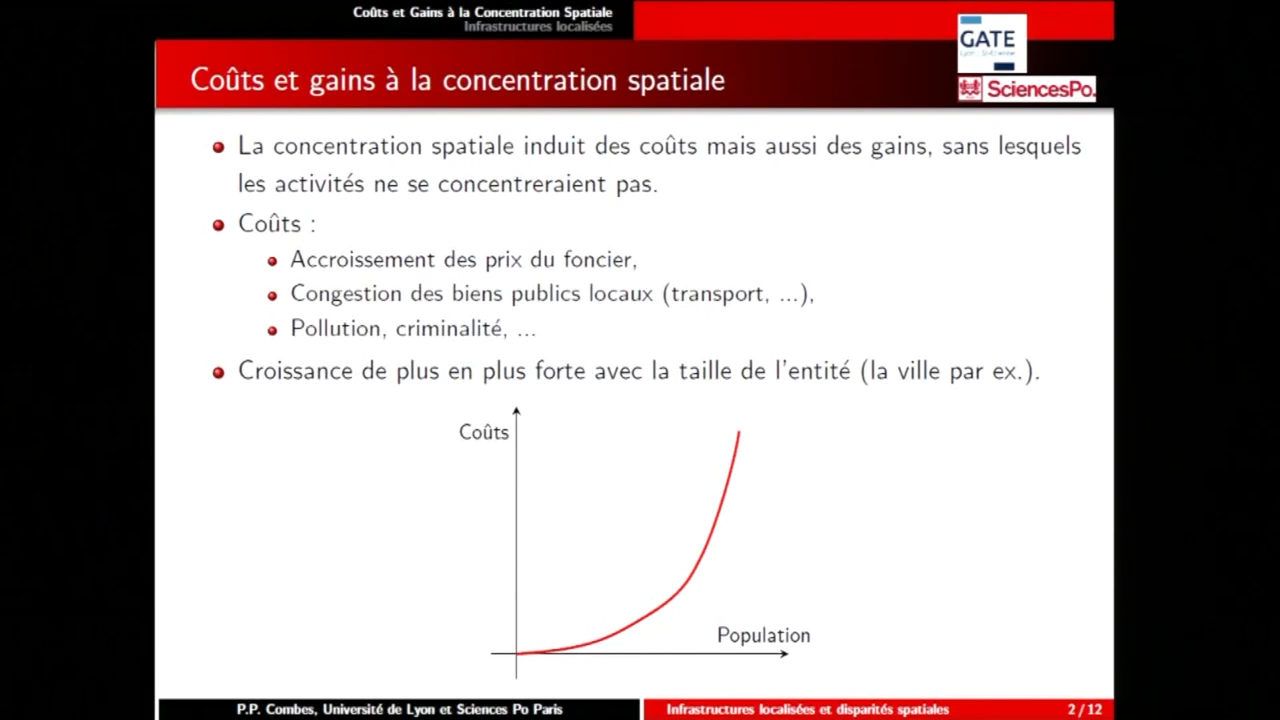 Coûts et Gains à la Concentration Spatiale
Infrastructures localisées
GATE
SciencesPo.
Coûts et gains à la concentration spatiale
La concentration spatiale induit des coûts mais aussi des gains, sans lesquels
les activités ne se concentreraient pas.
Coûts :
Accroissement des prix du foncier,
Congestion des biens publics locaux (transport, ...),
Pollution, criminalité, ...
Croissance de plus en plus forte avec la taille de l'entité (la ville par ex.).
Coûts
Population
P.P. Combes, Université de Lyon et Sciences Po Paris
Infrastructures localisées et disparités spatiales
2 / 12